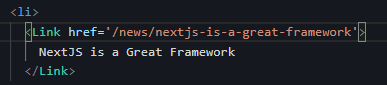 <li>
<Link href='/news/nextjs-is-a-great-framework'>
NextJS is a Great Framework
</Link>